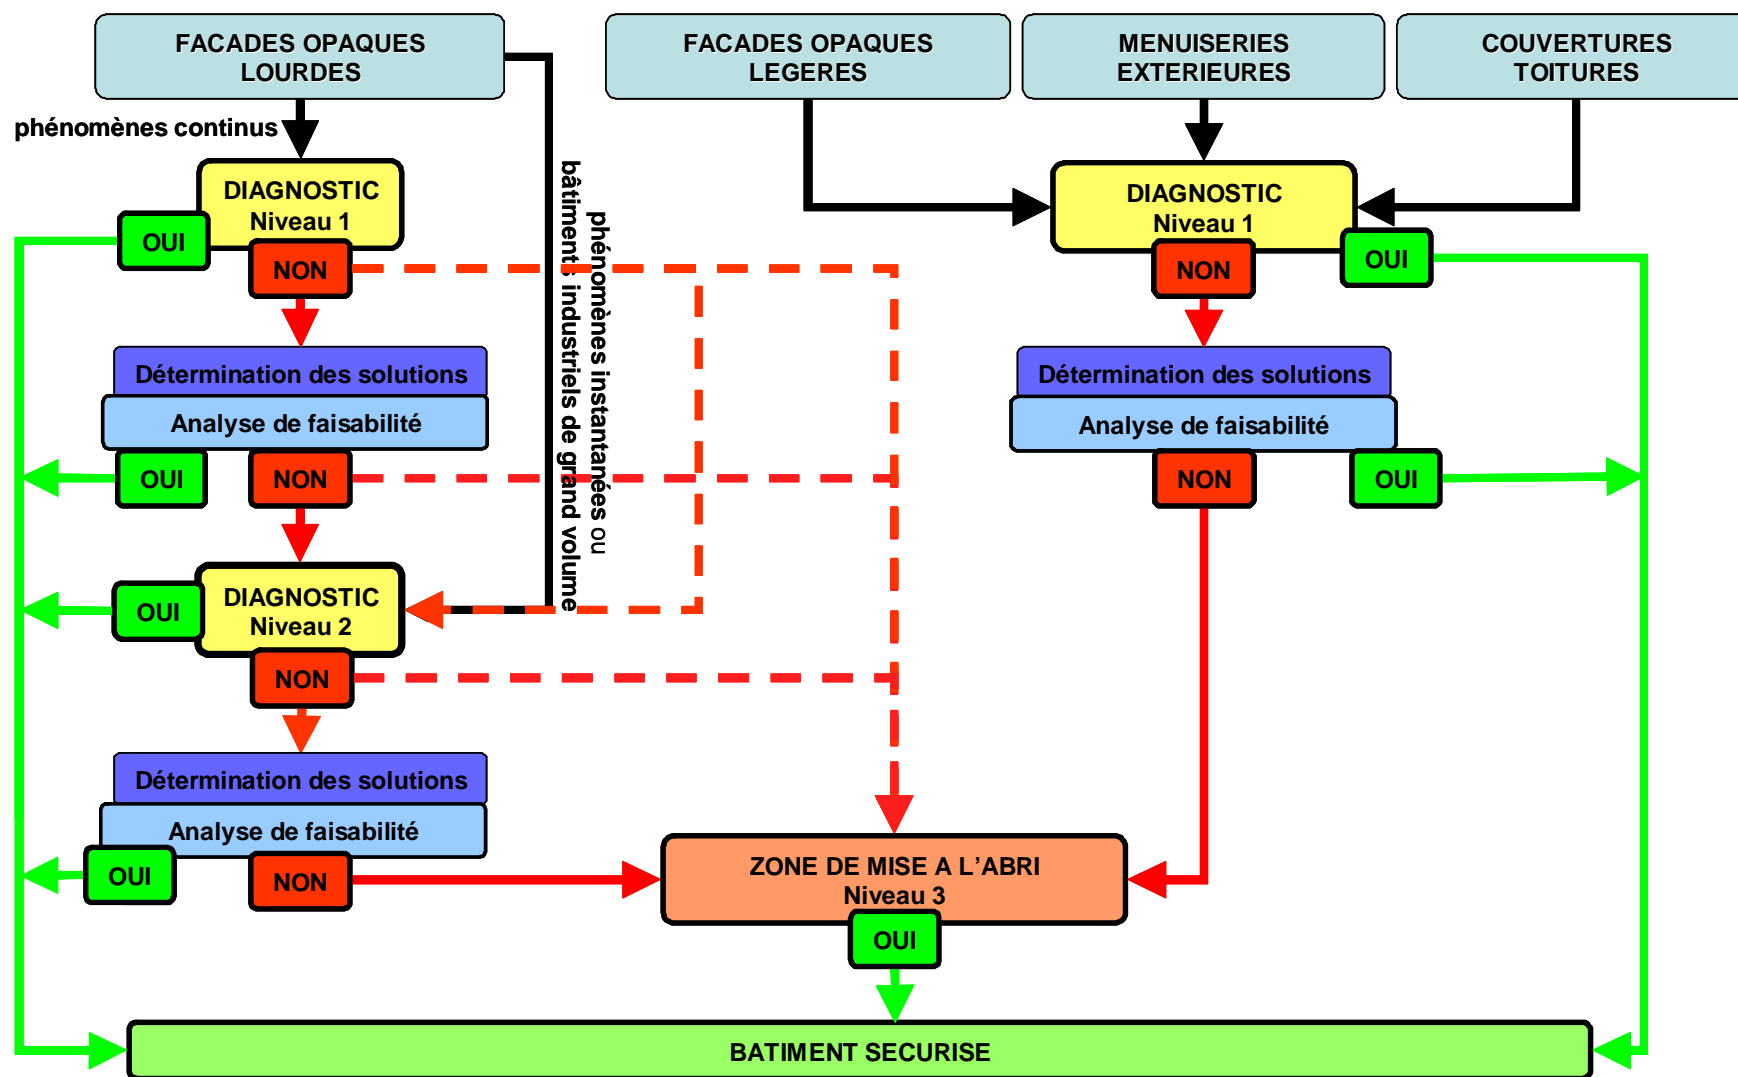 FACADES OPAQUES
LOURDES
FACADES OPAQUES
LEGERES
MENUISERIES
EXTERIEURES
COUVERTURES
TOITURES
phénomènes continus
phénomènes instantanées ou
bâtiments industriels de grand volume
DIAGNOSTIC
Niveau 1
OUI
NON
DIAGNOSTIC
Niveau 1
NON
OUI
Détermination des solutions
Analyse de faisabilité
OUI
NON
Détermination des solutions
Analyse de faisabilité
NON
OUI
DIAGNOSTIC
Niveau 2
OUI
NON
Détermination des solutions
Analyse de faisabilité
OUI
NON
ZONE DE MISE A L'ABRI
Niveau 3
OUI
BATIMENT SECURISE